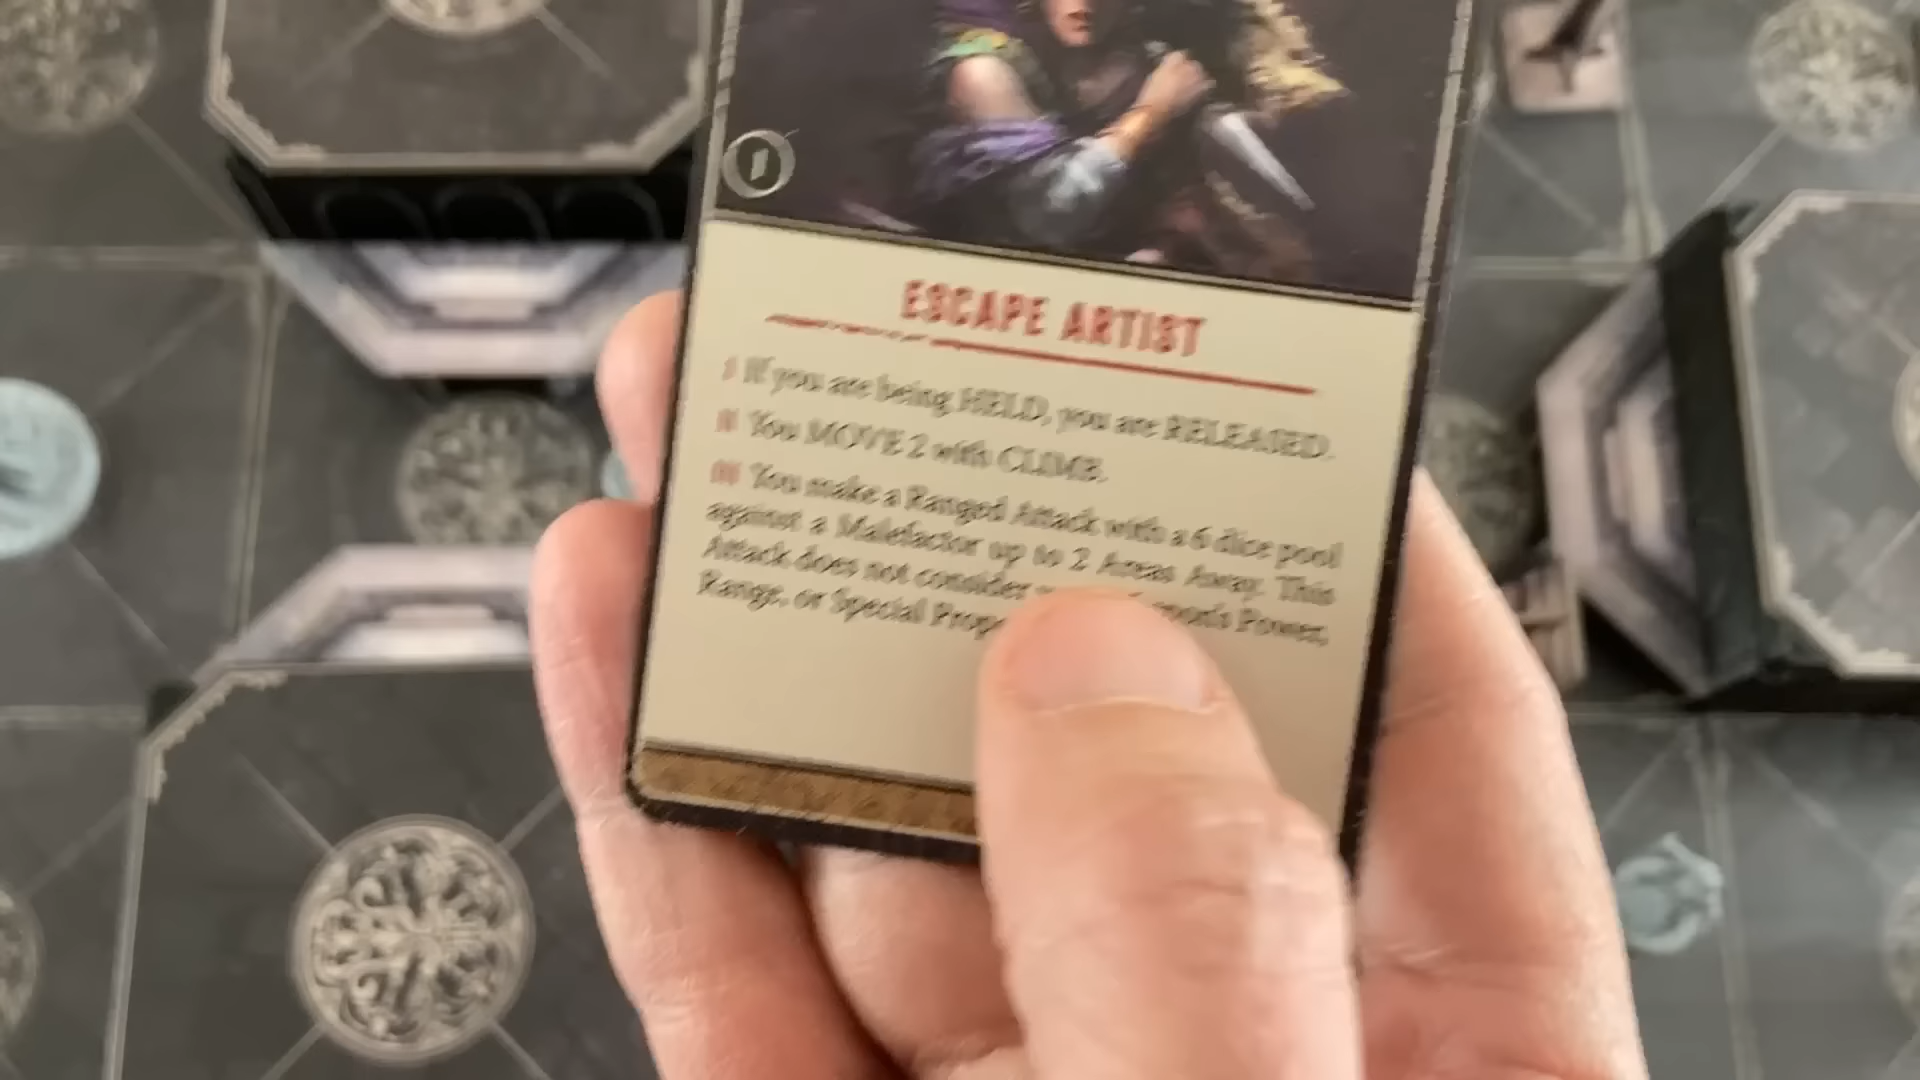 ESCAPE ARTIST
I If you are being HELD, you are RELEASED.
II You MOVE 2 with CLIMB.
III You make a Ranged Attack with a 6 dice pool
against a Malefactor up to 2 Areas Away. This
Attack does not consider Power,
Range, or Special